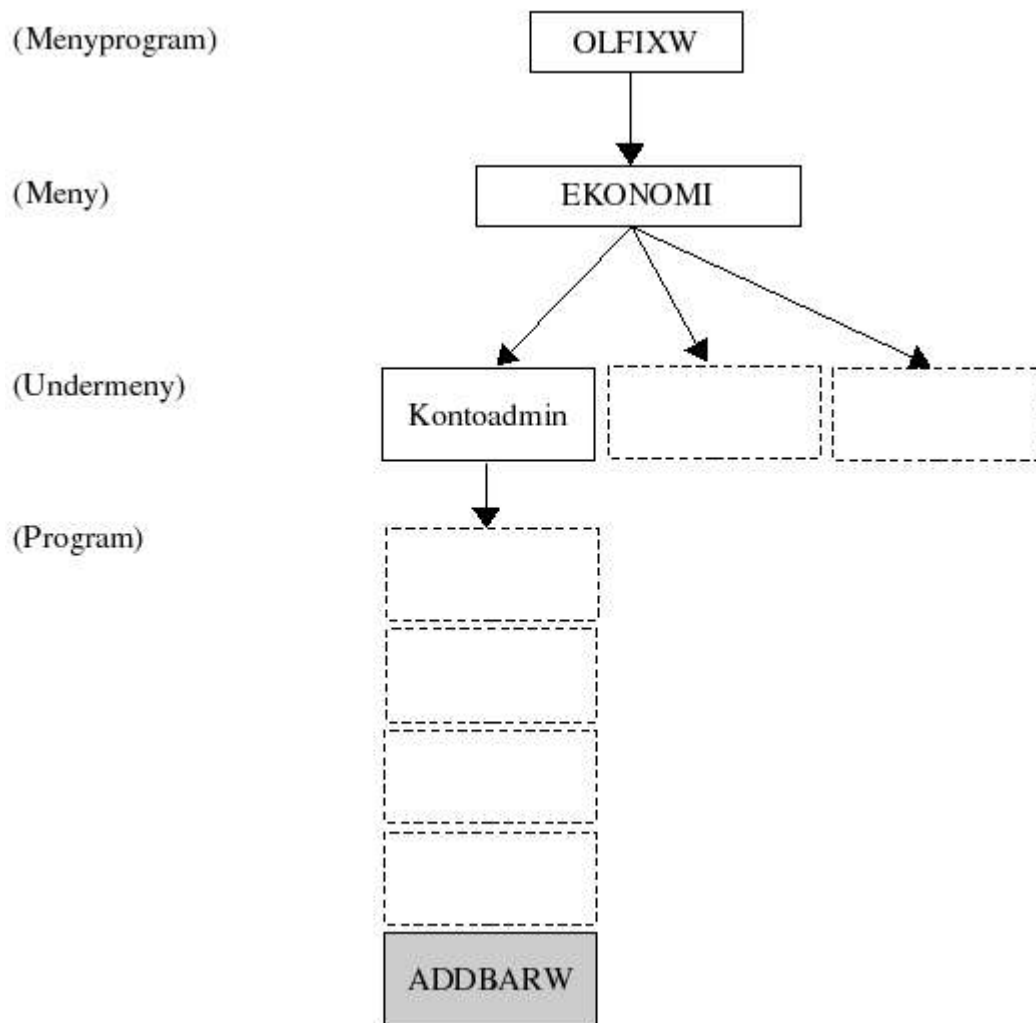 (Menyprogram)
OLFIXW
(Meny)
EKONOMI
(Undermeny)
Kontoadmin
(Program)
ADDBARW